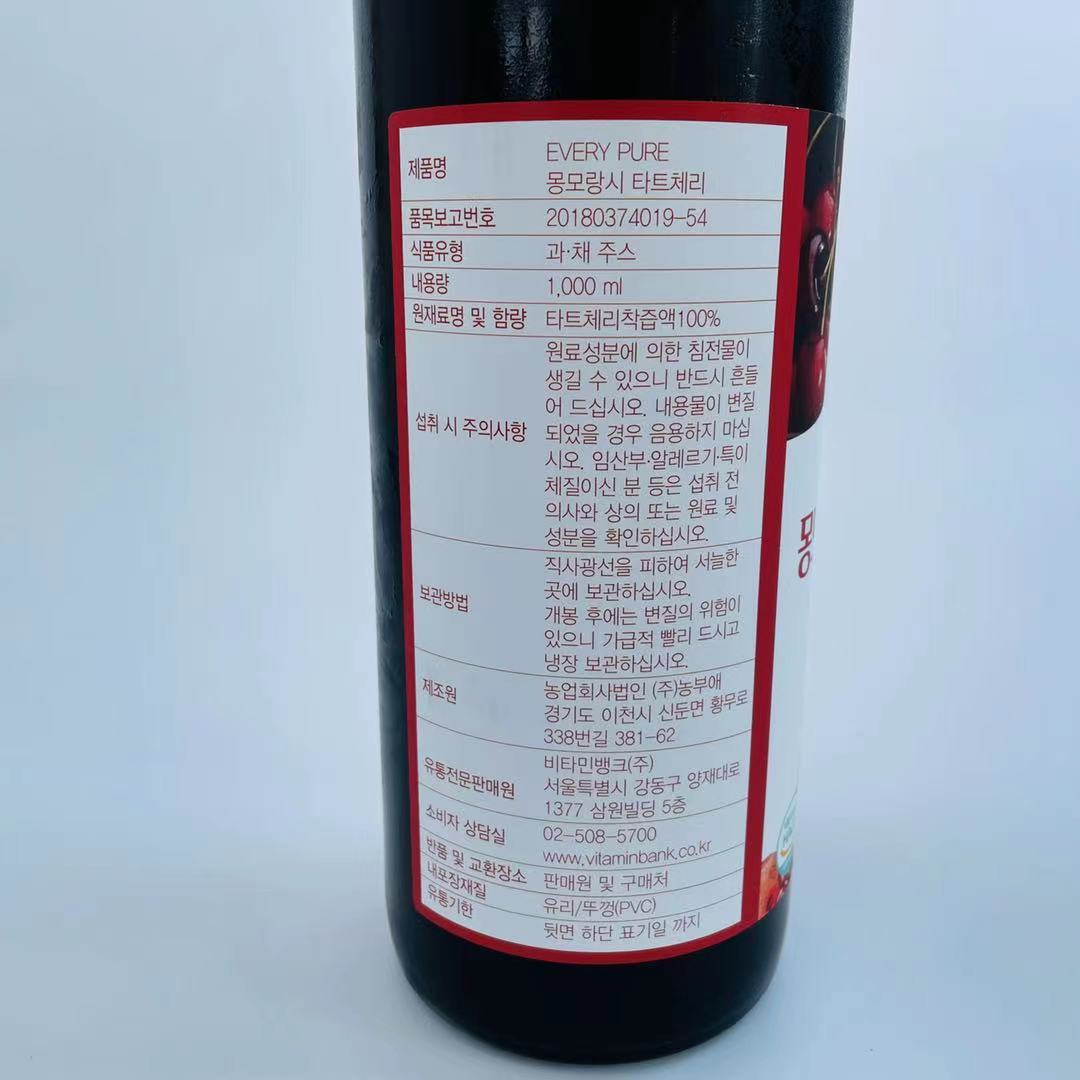 제품명
EVERY PURE
몽모랑시 타트체리
품목보고번호 20180374019-54
식품유형 과·채 주스
내용량 1,000 ml
원재료명 및 함량 타트체리착즙액100%
섭취 시 주의사항
원료성분에 의한 침전물이
생길 수 있으니 반드시 흔들
어 드십시오. 내용물이 변질
되었을 경우 음용하지 마십
시오. 임산부·알레르기·특이
체질이신 분 등은 섭취 전
의사와 상의 또는 원료 및
성분을 확인하십시오.
보관방법
직사광선을 피하여 서늘한
곳에 보관하십시오.
개봉 후에는 변질의 위험이
있으니 가급적 빨리 드시고
냉장 보관하십시오.
제조원
농업회사법인 (주)농부애
경기도 이천시 신둔면 황무로
338번길 381-62
유통전문판매원
비타민뱅크(주)
서울특별시 강동구 양재대로
1377 삼원빌딩 5층
소비자 상담실
02-508-5700
www.vitaminbank.co.kr
반품 및 교환장소 판매원 및 구매처
내포장재질 유리/뚜껑(PVC)
유통기한 뒷면 하단 표기일 까지
몽